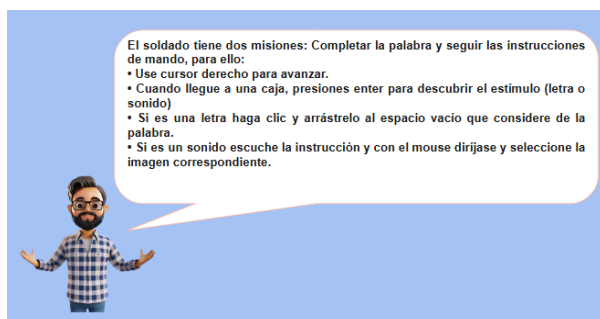 El soldado tiene dos misiones: Completar la palabra y seguir las instrucciones
de mando, para ello:
• Use cursor derecho para avanzar.
• Cuando llegue a una caja, presiones enter para descubrir el estímulo (letra o
sonido)
• Si es una letra haga clic y arrástrelo al espacio vacío que considere de la
palabra.
• Si es un sonido escuche la instrucción y con el mouse diríjase y seleccione la
imagen correspondiente.